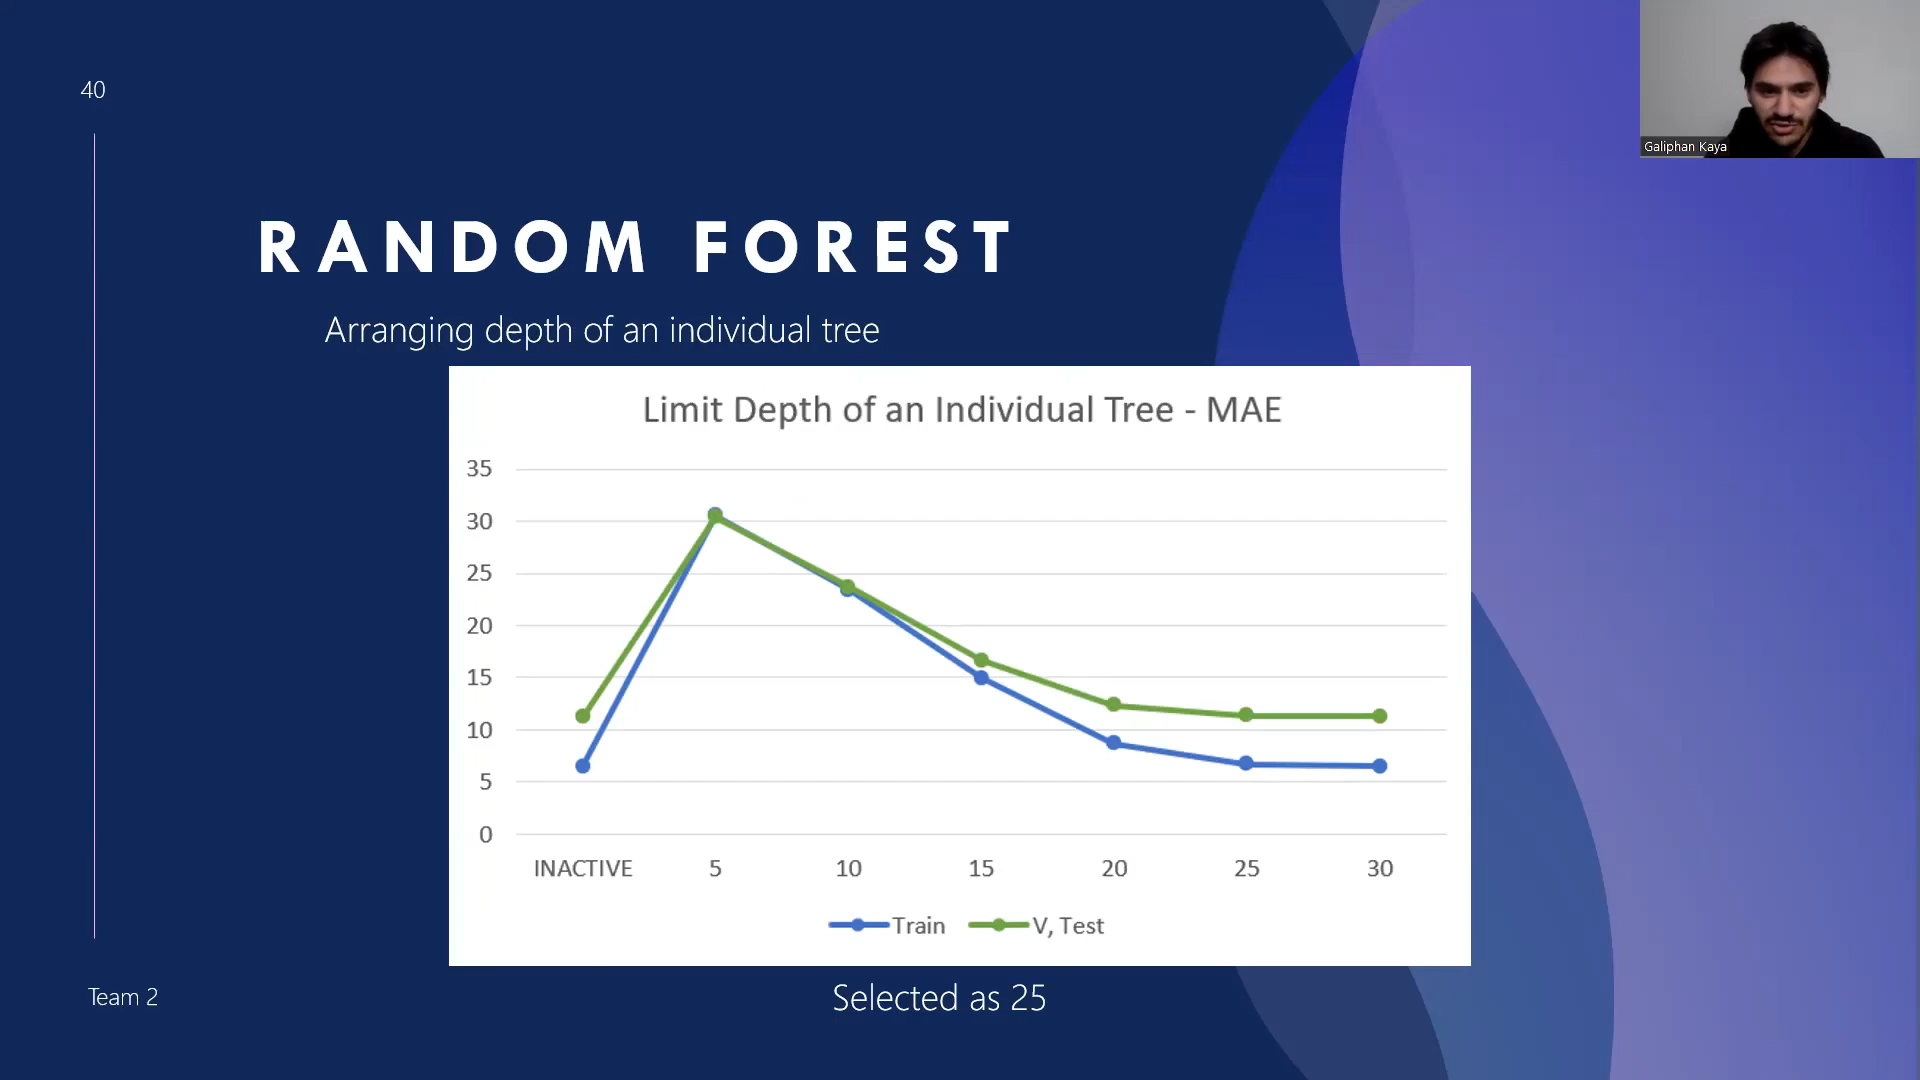 40
Galiphan Kaya
RANDOM FOREST
Arranging depth of an individual tree
Limit Depth of an Individual Tree - MAE
35
30
25
20
15
10
5
0
INACTIVE 5 10 15 20 25 30
Train V, Test
Team 2
Selected as 25